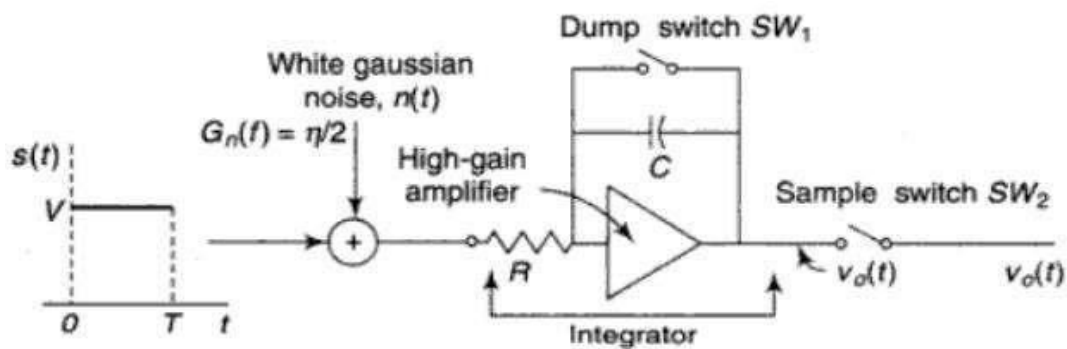 Dump switch SW₁
White gaussian
noise, n(t)
Gₙ(f) = η/2
s(t)
High-gain
amplifier
C
V
Sample switch SW₂
+
R
vₒ(t)
vₒ(t)
0
T
t
Integrator